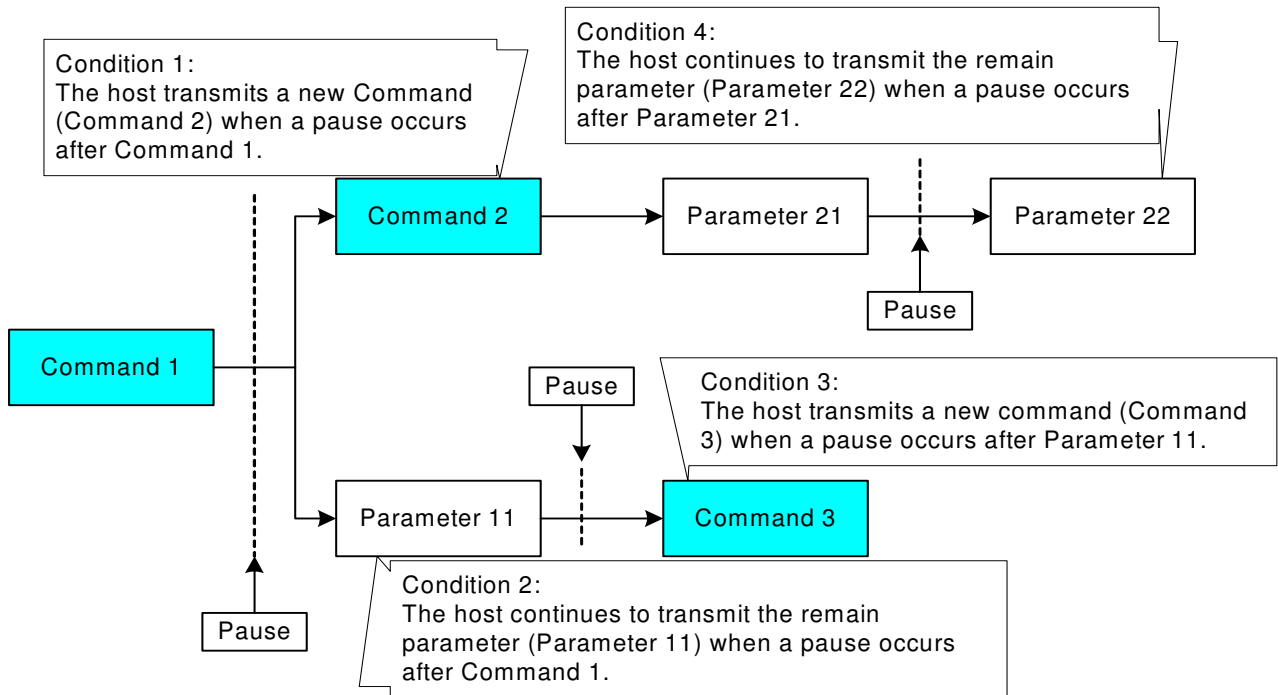 Condition 1:
The host transmits a new Command
(Command 2) when a pause occurs
after Command 1.
Condition 4:
The host continues to transmit the remain
parameter (Parameter 22) when a pause occurs
after Parameter 21.
Command 2
Parameter 21
Parameter 22
Pause
Command 1
Pause
Condition 3:
The host transmits a new command (Command
3) when a pause occurs after Parameter 11.
Parameter 11
Command 3
Pause
Condition 2:
The host continues to transmit the remain
parameter (Parameter 11) when a pause occurs
after Command 1.